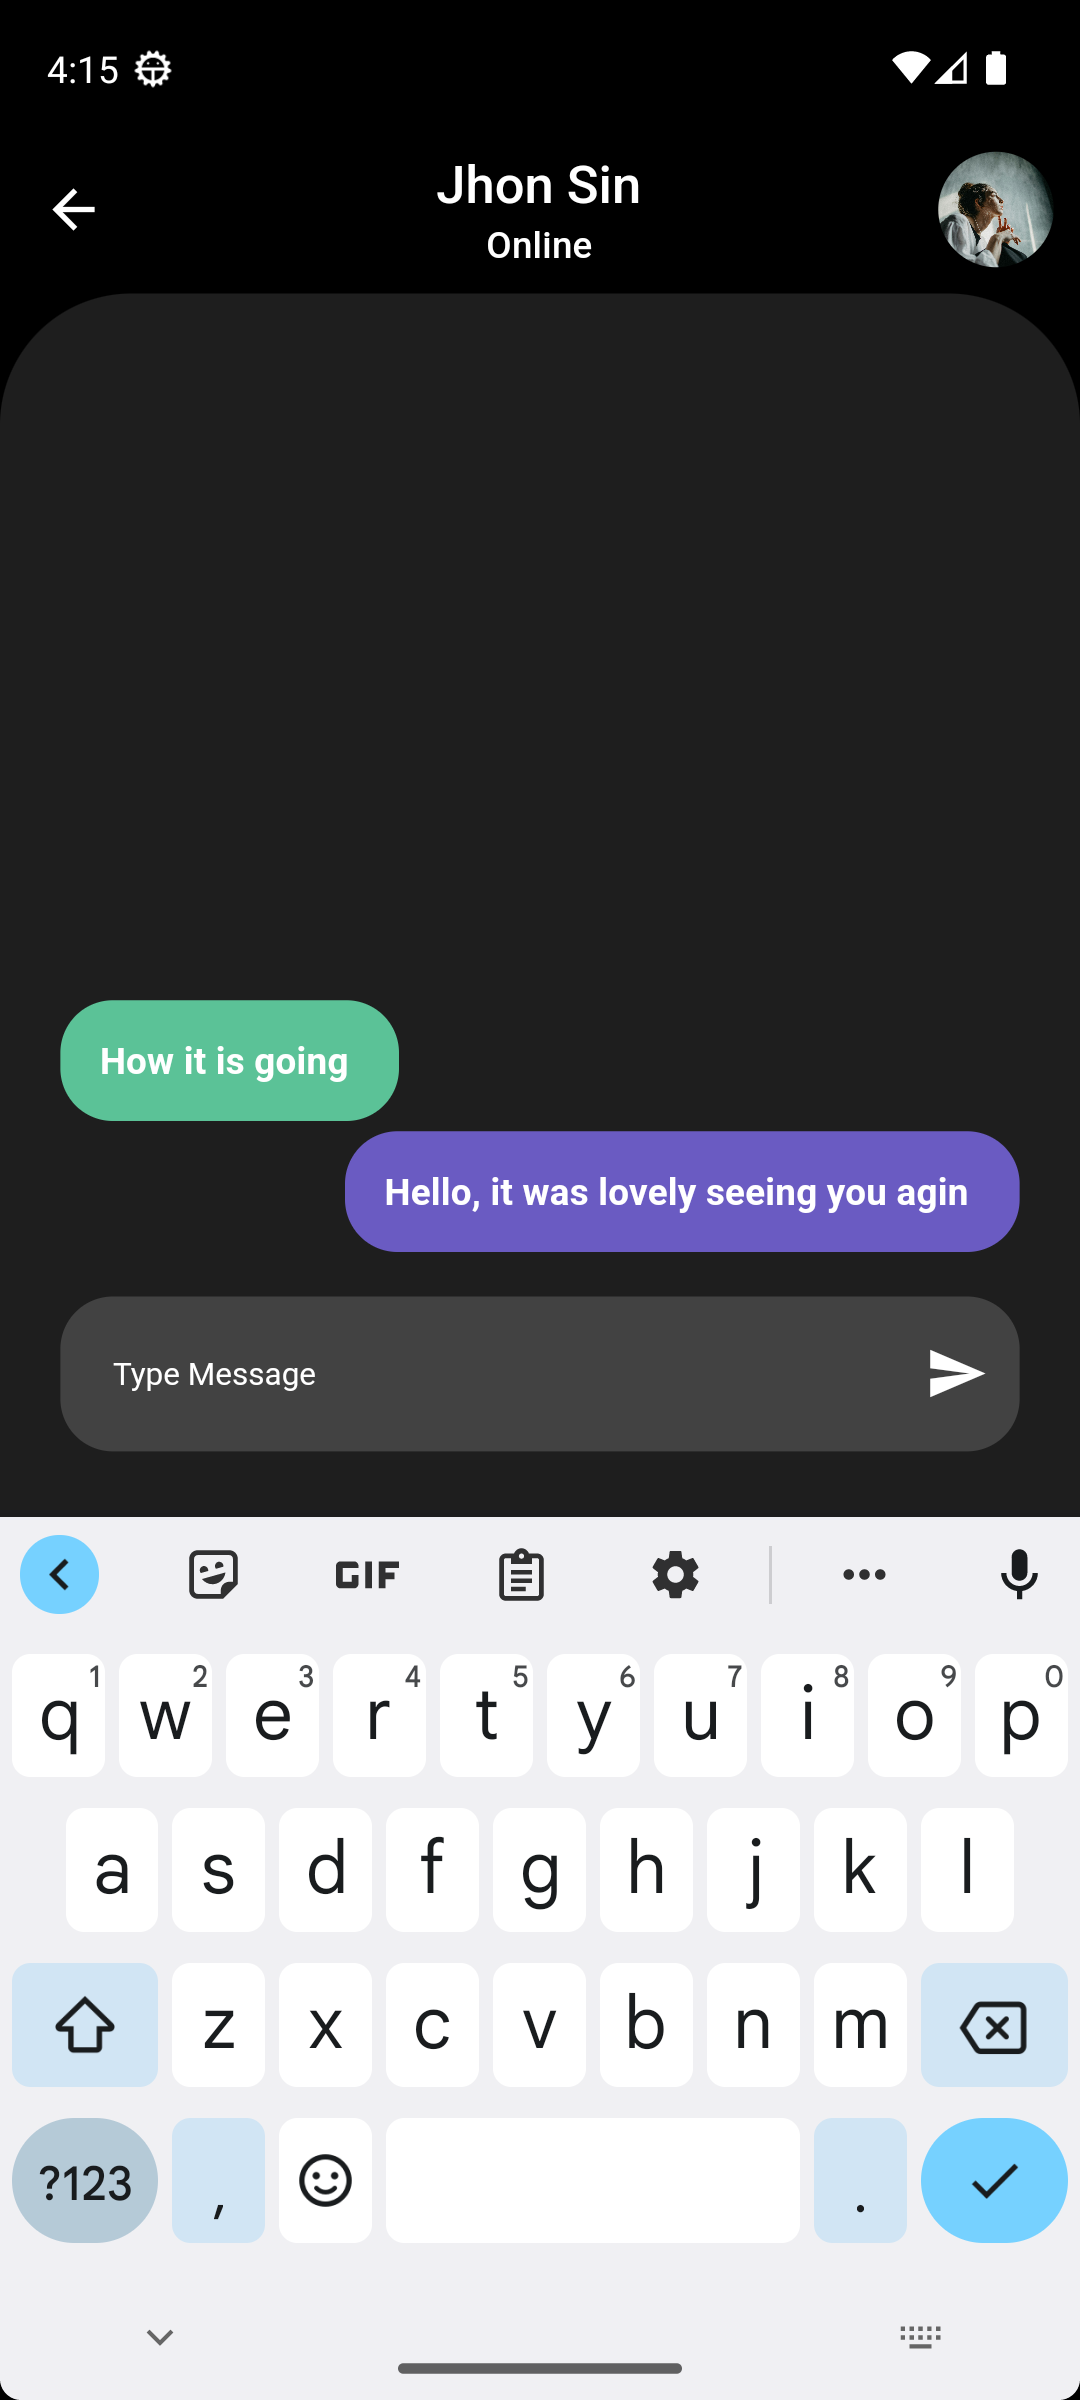 4:15
Jhon Sin
Online
How it is going
Hello, it was lovely seeing you agin
Type Message
GIF
q 1 w 2 e 3 r 4 t 5 y 6 u 7 i 8 o 9 p 0
a s d f g h j k l
z x c v b n m
?123 , .